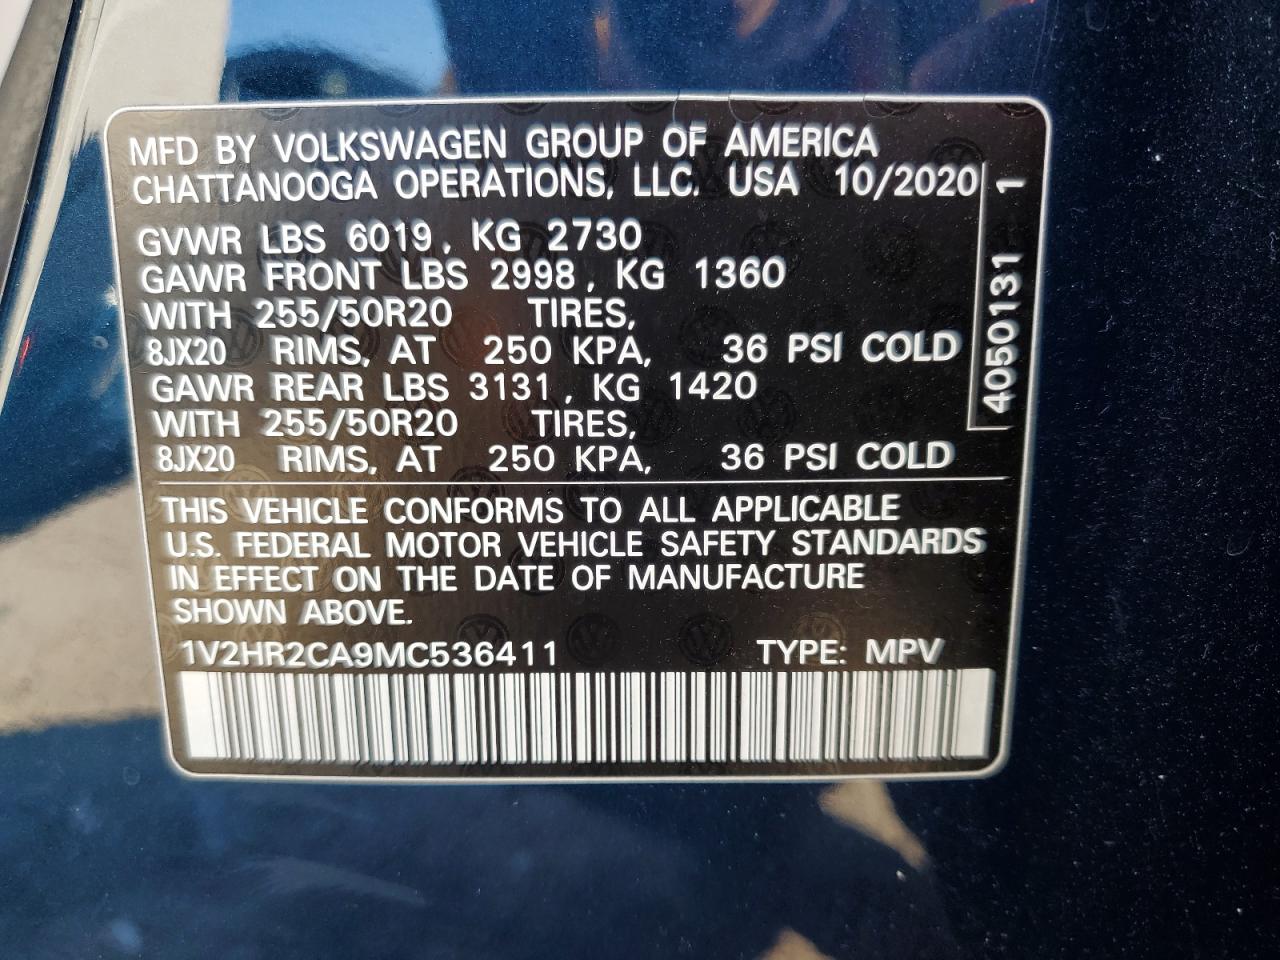 MFD BY VOLKSWAGEN GROUP OF AMERICA
CHATTANOOGA OPERATIONS, LLC. USA 10/2020
GVWR LBS 6019, KG 2730
GAWR FRONT LBS 2998, KG 1360
WITH 255/50R20 TIRES,
8JX20 RIMS, AT 250 KPA, 36 PSI COLD
GAWR REAR LBS 3131, KG 1420
WITH 255/50R20 TIRES,
8JX20 RIMS, AT 250 KPA, 36 PSI COLD
4050131 1
THIS VEHICLE CONFORMS TO ALL APPLICABLE
U.S. FEDERAL MOTOR VEHICLE SAFETY STANDARDS
IN EFFECT ON THE DATE OF MANUFACTURE
SHOWN ABOVE.
1V2HR2CA9MC536411 TYPE: MPV